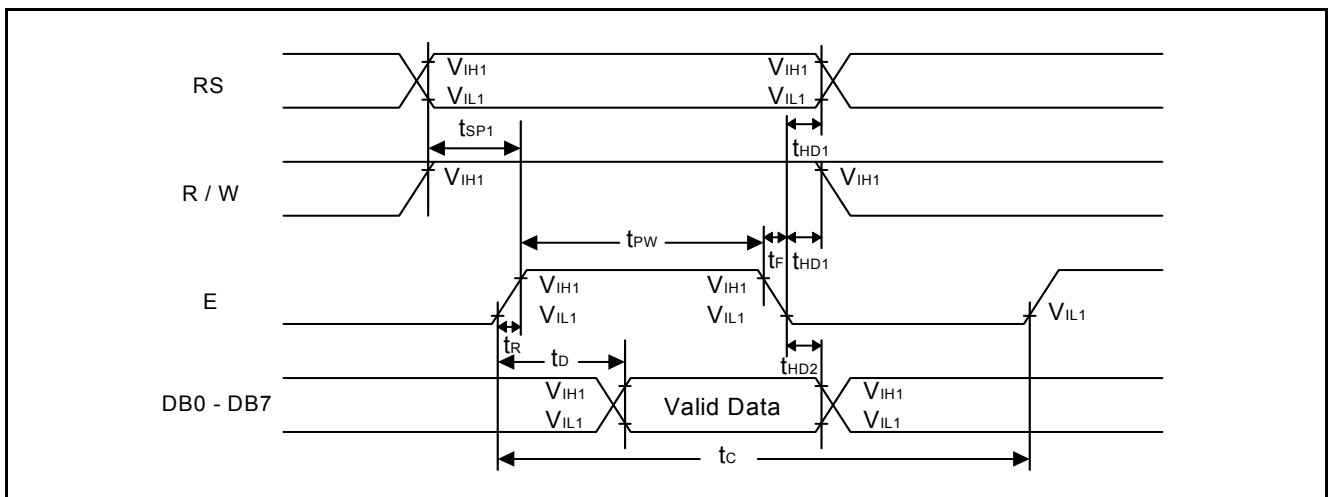 RS
VIH1
VIL1
VIH1
VIL1
tSP1
tHD1
R / W
VIH1
VIH1
tPW
tF
tHD1
E
VIH1
VIL1
VIH1
VIL1
VIL1
tR
tD
tHD2
DB0 - DB7
VIH1
VIL1
Valid Data
VIH1
VIL1
tC